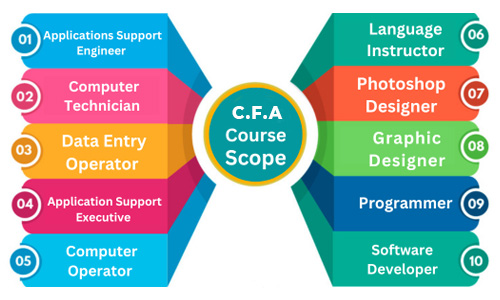 01
Applications Support
Engineer
02
Computer
Technician
03
Data Entry
Operator
04
Application Support
Executive
05
Computer
Operator
C.F.A
Course
Scope
Language
Instructor
06
Photoshop
Designer
07
Graphic
Designer
08
Programmer
09
Software
Developer
10